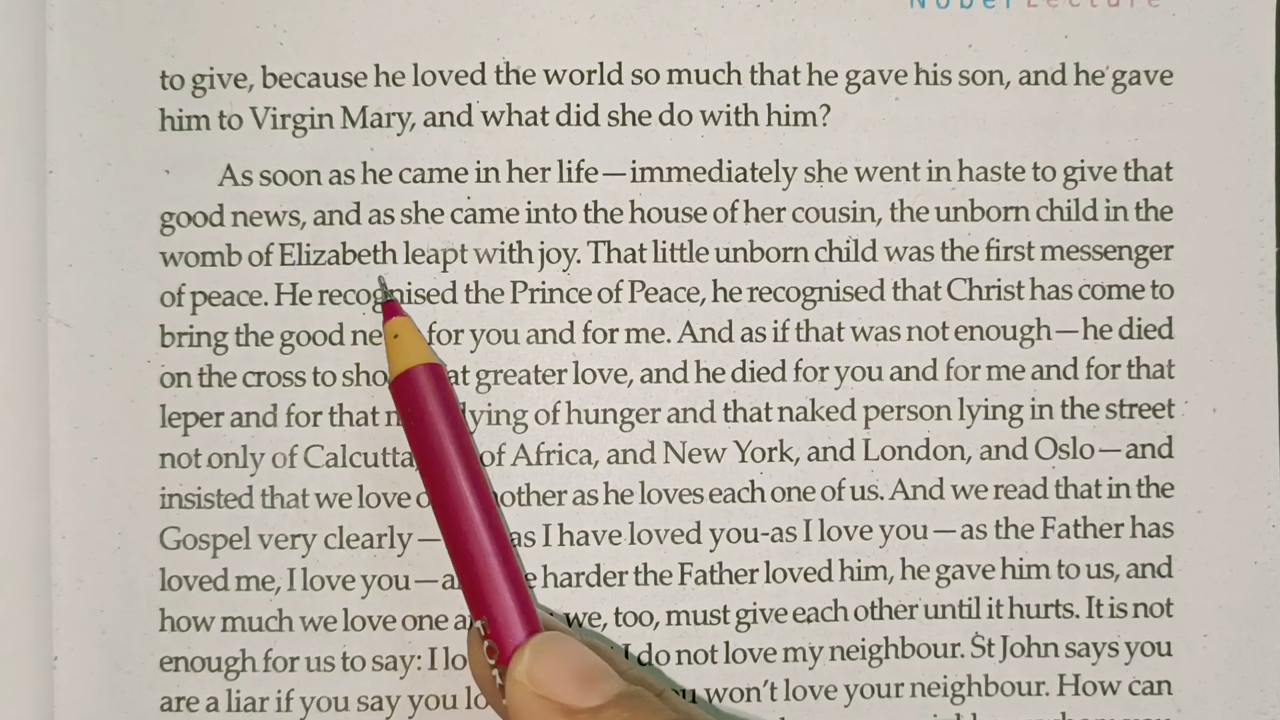 Nobel Lecture
to give, because he loved the world so much that he gave his son, and he gave
him to Virgin Mary, and what did she do with him?
As soon as he came in her life—immediately she went in haste to give that
good news, and as she came into the house of her cousin, the unborn child in the
womb of Elizabeth leapt with joy. That little unborn child was the first messenger
of peace. He recognised the Prince of Peace, he recognised that Christ has come to
bring the good for you and for me. And as if that was not enough—he died
on the cross to greater love, and he died for you and for me and for that
leper and for that of hunger and that naked person lying in the street
not only of Calcutta, of Africa, and New York, and London, and Oslo—and
insisted that we love as he loves each one of us. And we read that in the
Gospel very clearly— as I have loved you-as I love you—as the Father has
loved me, I love you— harder the Father loved him, he gave him to us, and
how much we love one we, too, must give each other until it hurts. It is not
enough for us to say: I do not love my neighbour. St John says you
are a liar if you say you won't love your neighbour. How can